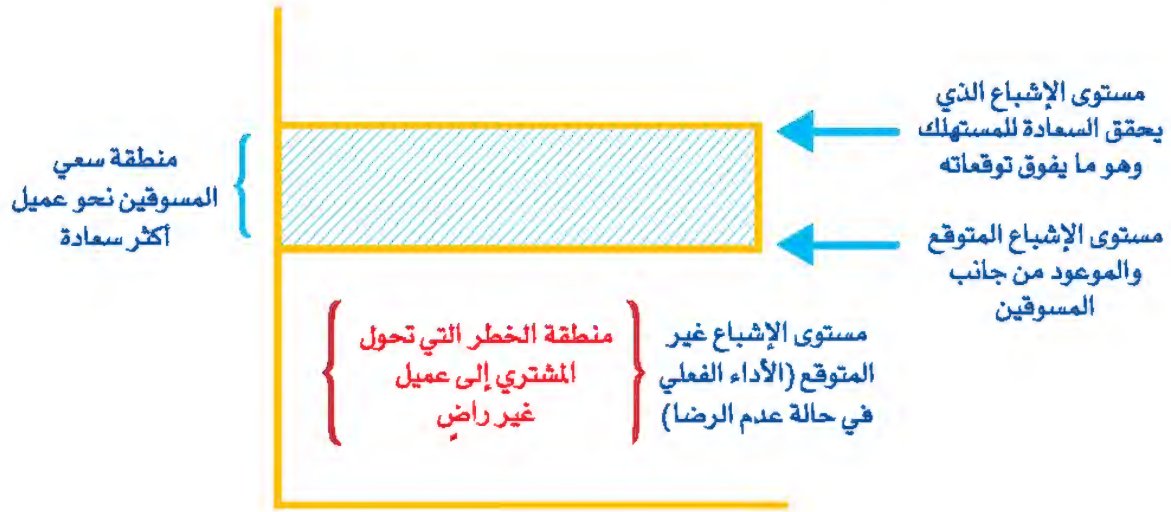 مستوى الإشباع الذي
يحقق السعادة للمستهلك
وهو ما يفوق توقعاته
منطقة سعي
المسوقين نحو عميل
أكثر سعادة
مستوى الإشباع المتوقع
والموعود من جانب
المسوقين
مستوى الإشباع غير
المتوقع (الأداء الفعلي
في حالة عدم الرضا)
منطقة الخطر التي تحول
المشتري إلى عميل
غير راضٍ